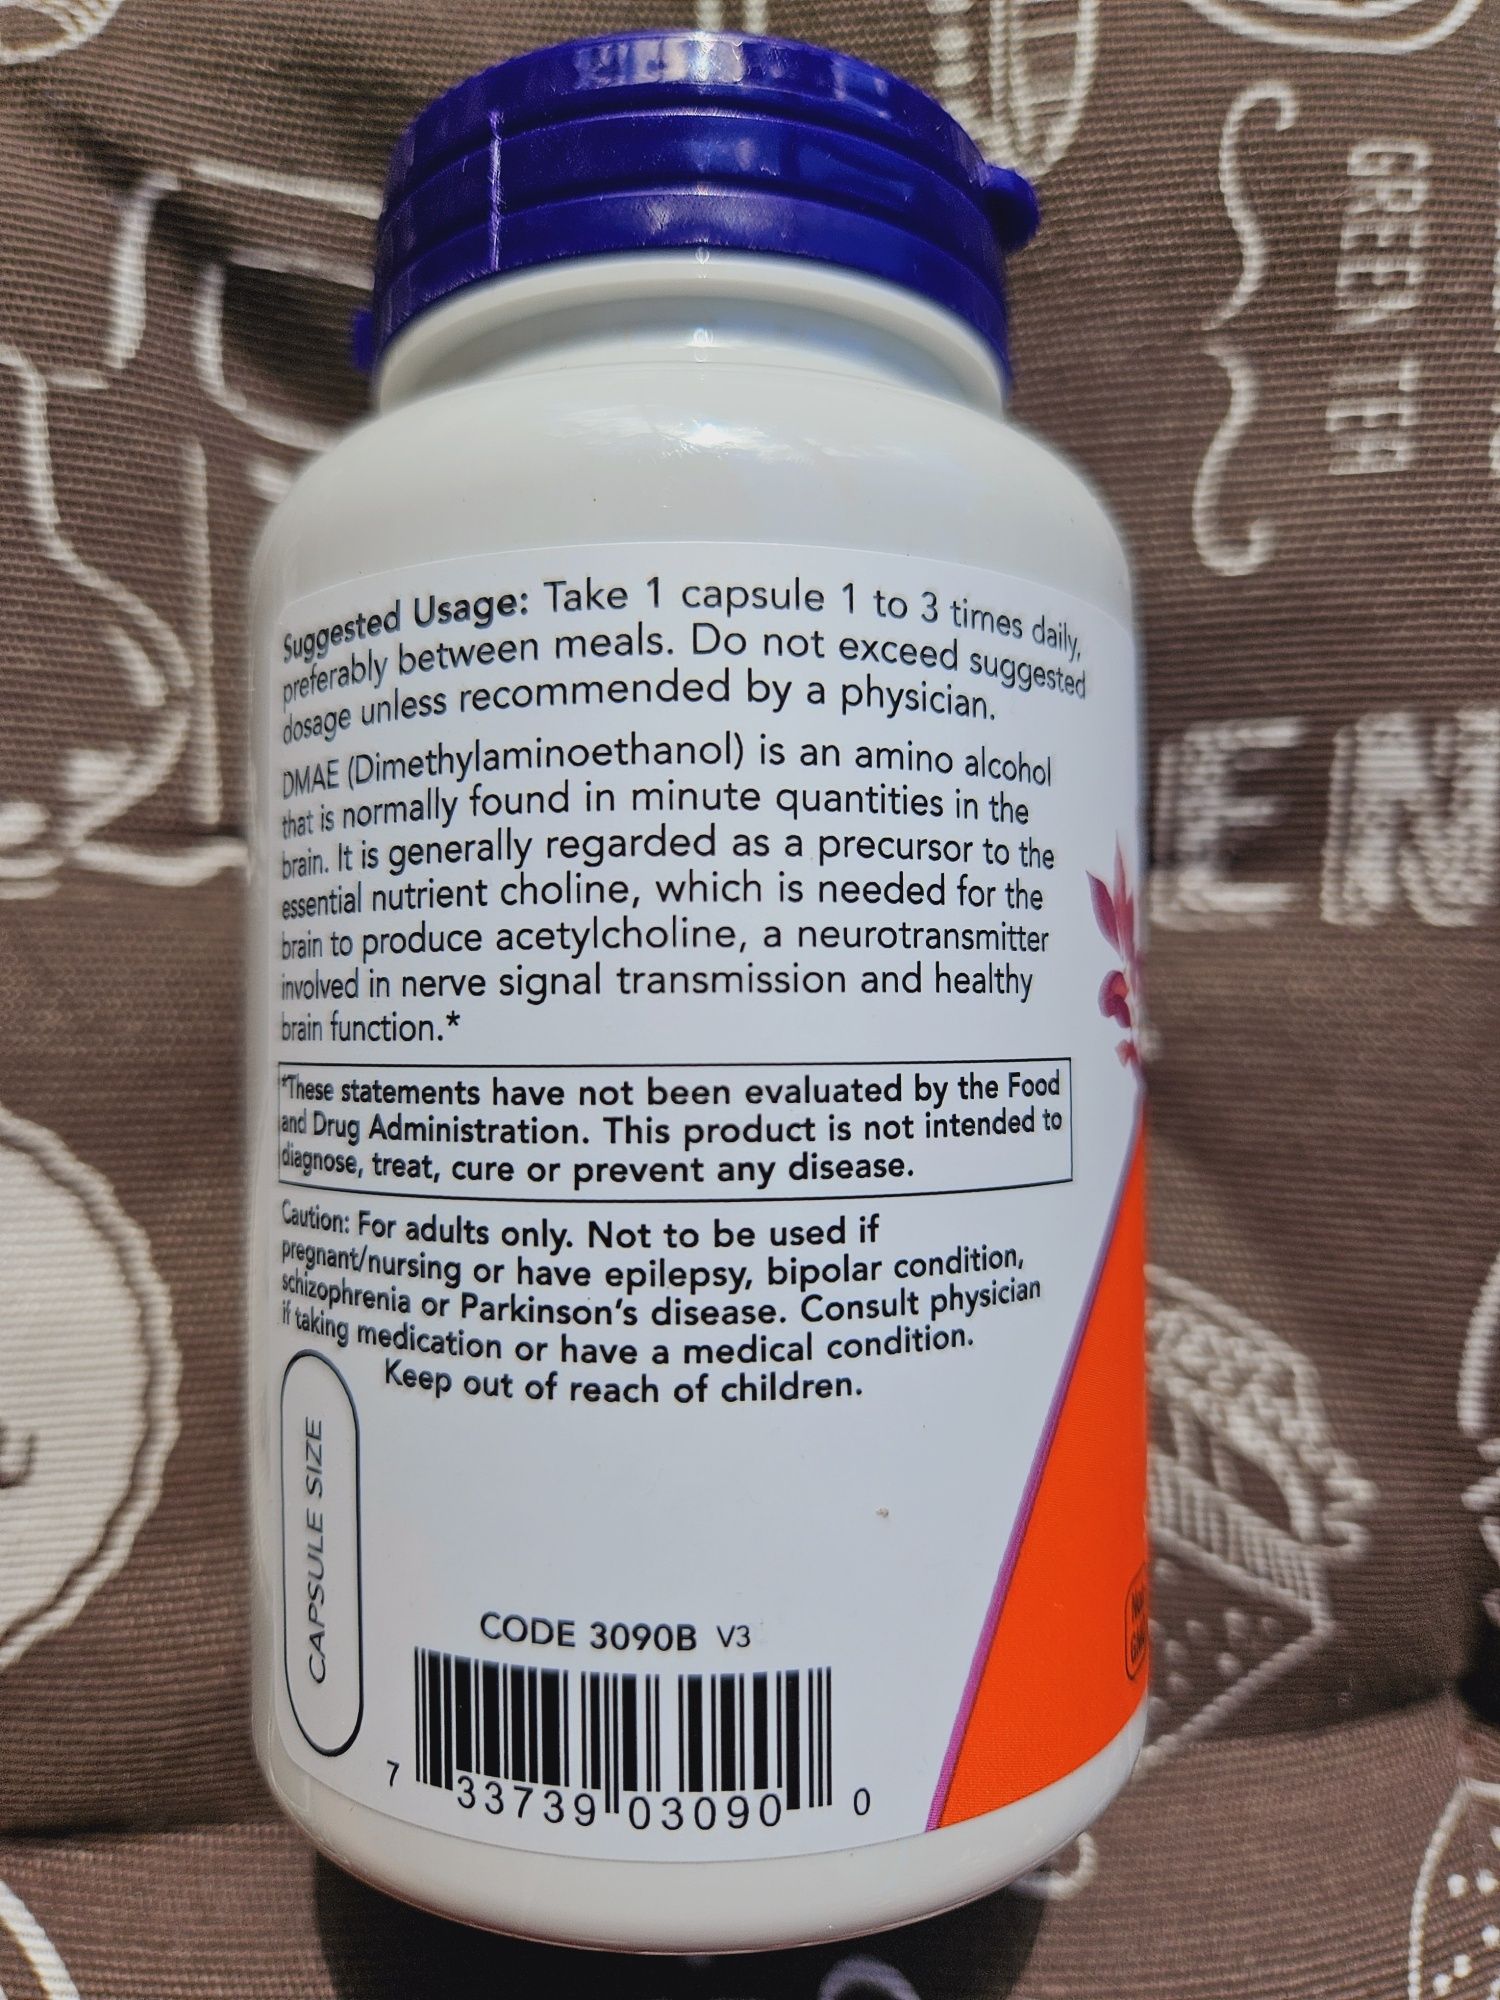 Suggested Usage: Take 1 capsule 1 to 3 times daily,
preferably between meals. Do not exceed suggested
dosage unless recommended by a physician.
DMAE (Dimethylaminoethanol) is an amino alcohol
that is normally found in minute quantities in the
brain. It is generally regarded as a precursor to the
essential nutrient choline, which is needed for the
brain to produce acetylcholine, a neurotransmitter
involved in nerve signal transmission and healthy
brain function.*
*These statements have not been evaluated by the Food
and Drug Administration. This product is not intended to
diagnose, treat, cure or prevent any disease.
Caution: For adults only. Not to be used if
pregnant/nursing or have epilepsy, bipolar condition,
schizophrenia or Parkinson's disease. Consult physician
if taking medication or have a medical condition.
Keep out of reach of children.
CAPSULE SIZE
CODE 3090B V3
7 33739 03090 0
GREEN TEA